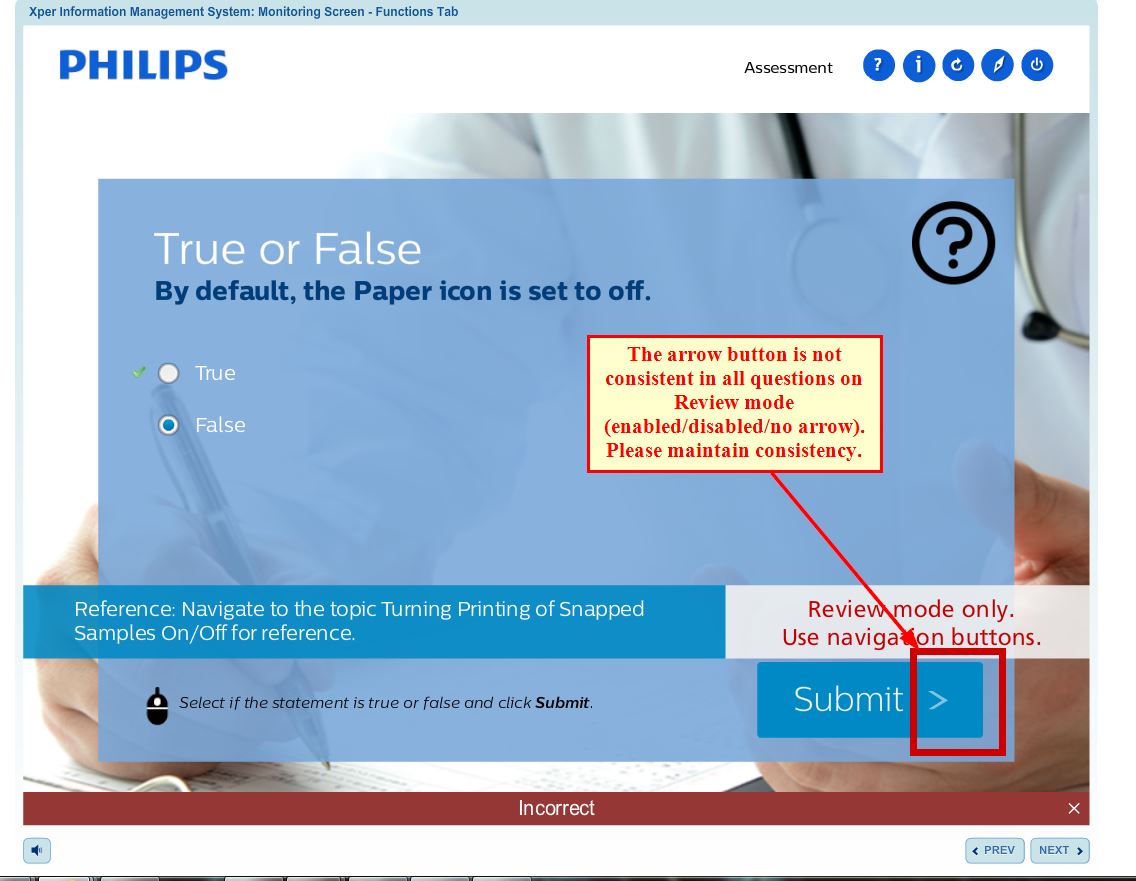 Xper Information Management System: Monitoring Screen - Functions Tab
PHILIPS
Assessment
True or False
By default, the Paper icon is set to off.
True
False
The arrow button is not
consistent in all questions on
Review mode
(enabled/disabled/no arrow).
Please maintain consistency.
Reference: Navigate to the topic Turning Printing of Snapped
Samples On/Off for reference.
Review mode only.
Use navigation buttons.
Select if the statement is true or false and click Submit.
Submit >
Incorrect
PREV
NEXT